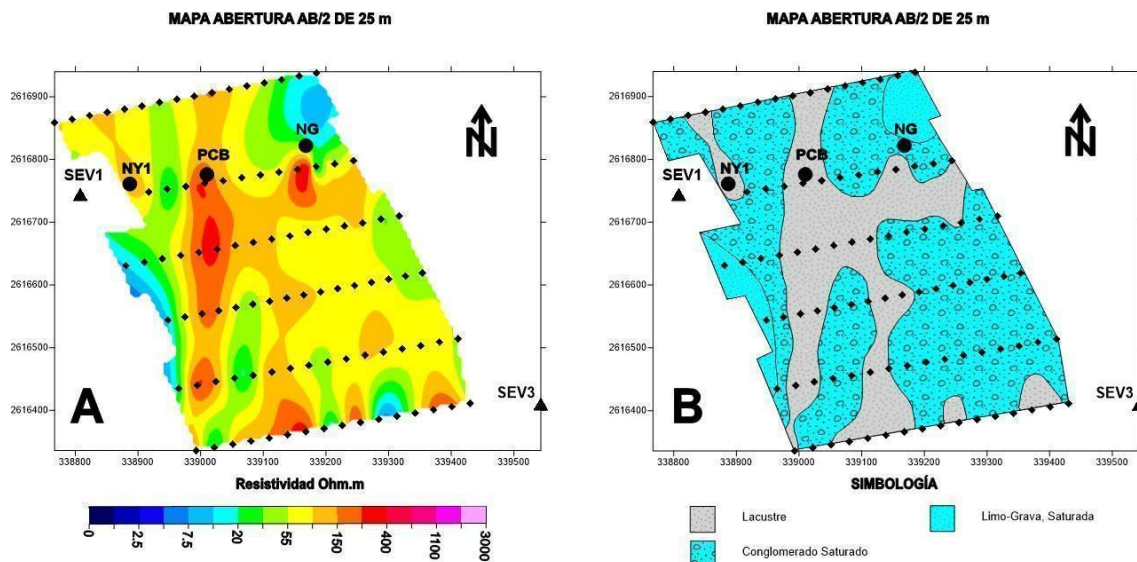 MAPA ABERTURA AB/2 DE 25 m
2616900
2616800
2616700
2616600
2616500
2616400
N
NG
PCB
NY1
SEV1
SEV3
A
338800 338900 339000 339100 339200 339300 339400 339500
Resistividad Ohm.m
0 2.5 7.5 20 55 150 400 1100 3000
MAPA ABERTURA AB/2 DE 25 m
2616900
2616800
2616700
2616600
2616500
2616400
N
NG
PCB
NY1
SEV1
SEV3
B
338800 338900 339000 339100 339200 339300 339400 339500
SIMBOLOGÍA
Lacustre
Limo-Grava, Saturada
Conglomerado Saturado